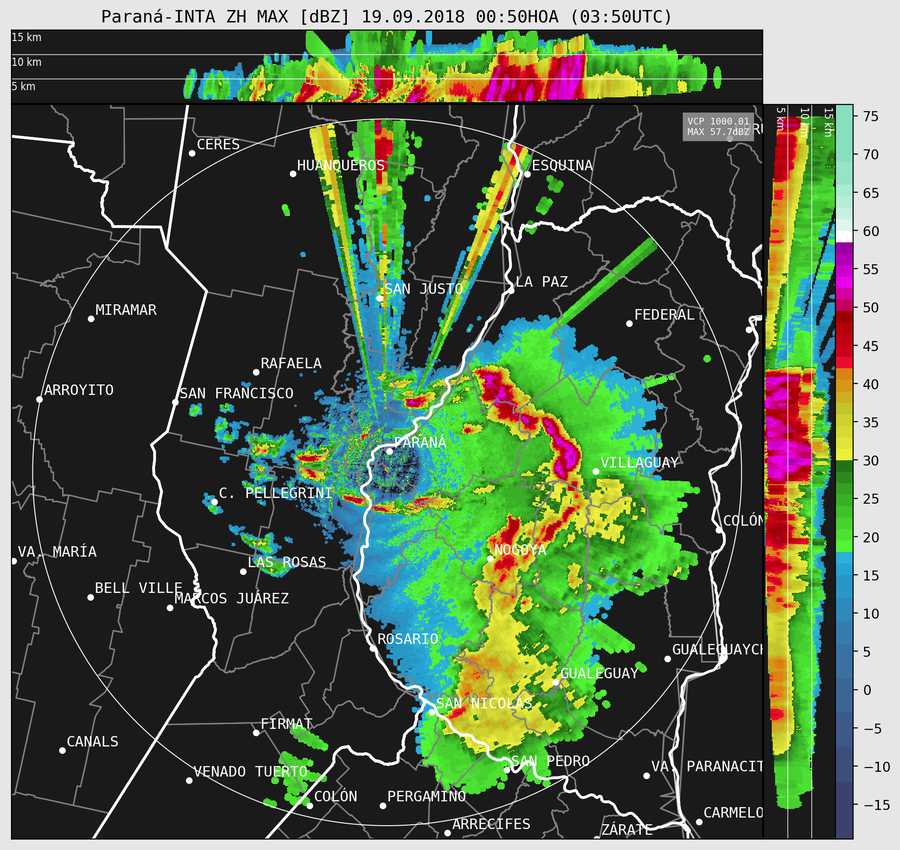 Paraná-INTA ZH MAX [dBZ] 19.09.2018 00:50HOA (03:50UTC)
15 km
10 km
5 km
5 km
10 km
15 km
VCP 1000.01
MAX 57.7dBZ
CERES
HUANQUEROS
ESQUINA
SAN JUSTO
LA PAZ
MIRAMAR
FEDERAL
RAFAELA
ARROYITO
SAN FRANCISCO
PARANÁ
VILLAGUAY
C. PELLEGRINI
COLÓN
VA. MARÍA
NOGOYA
LAS ROSAS
BELL VILLE
MARCOS JUÁREZ
ROSARIO
GUALEGUAYCH
GUALEGUAY
SAN NICOLÁS
FIRMAT
CANALS
SAN PEDRO
VENADO TUERTO
VA. PARANACIT
COLÓN
PERGAMINO
CARMELO
ARRECIFES
ZÁRATE
75
70
65
60
55
50
45
40
35
30
25
20
15
10
5
0
−5
−10
−15